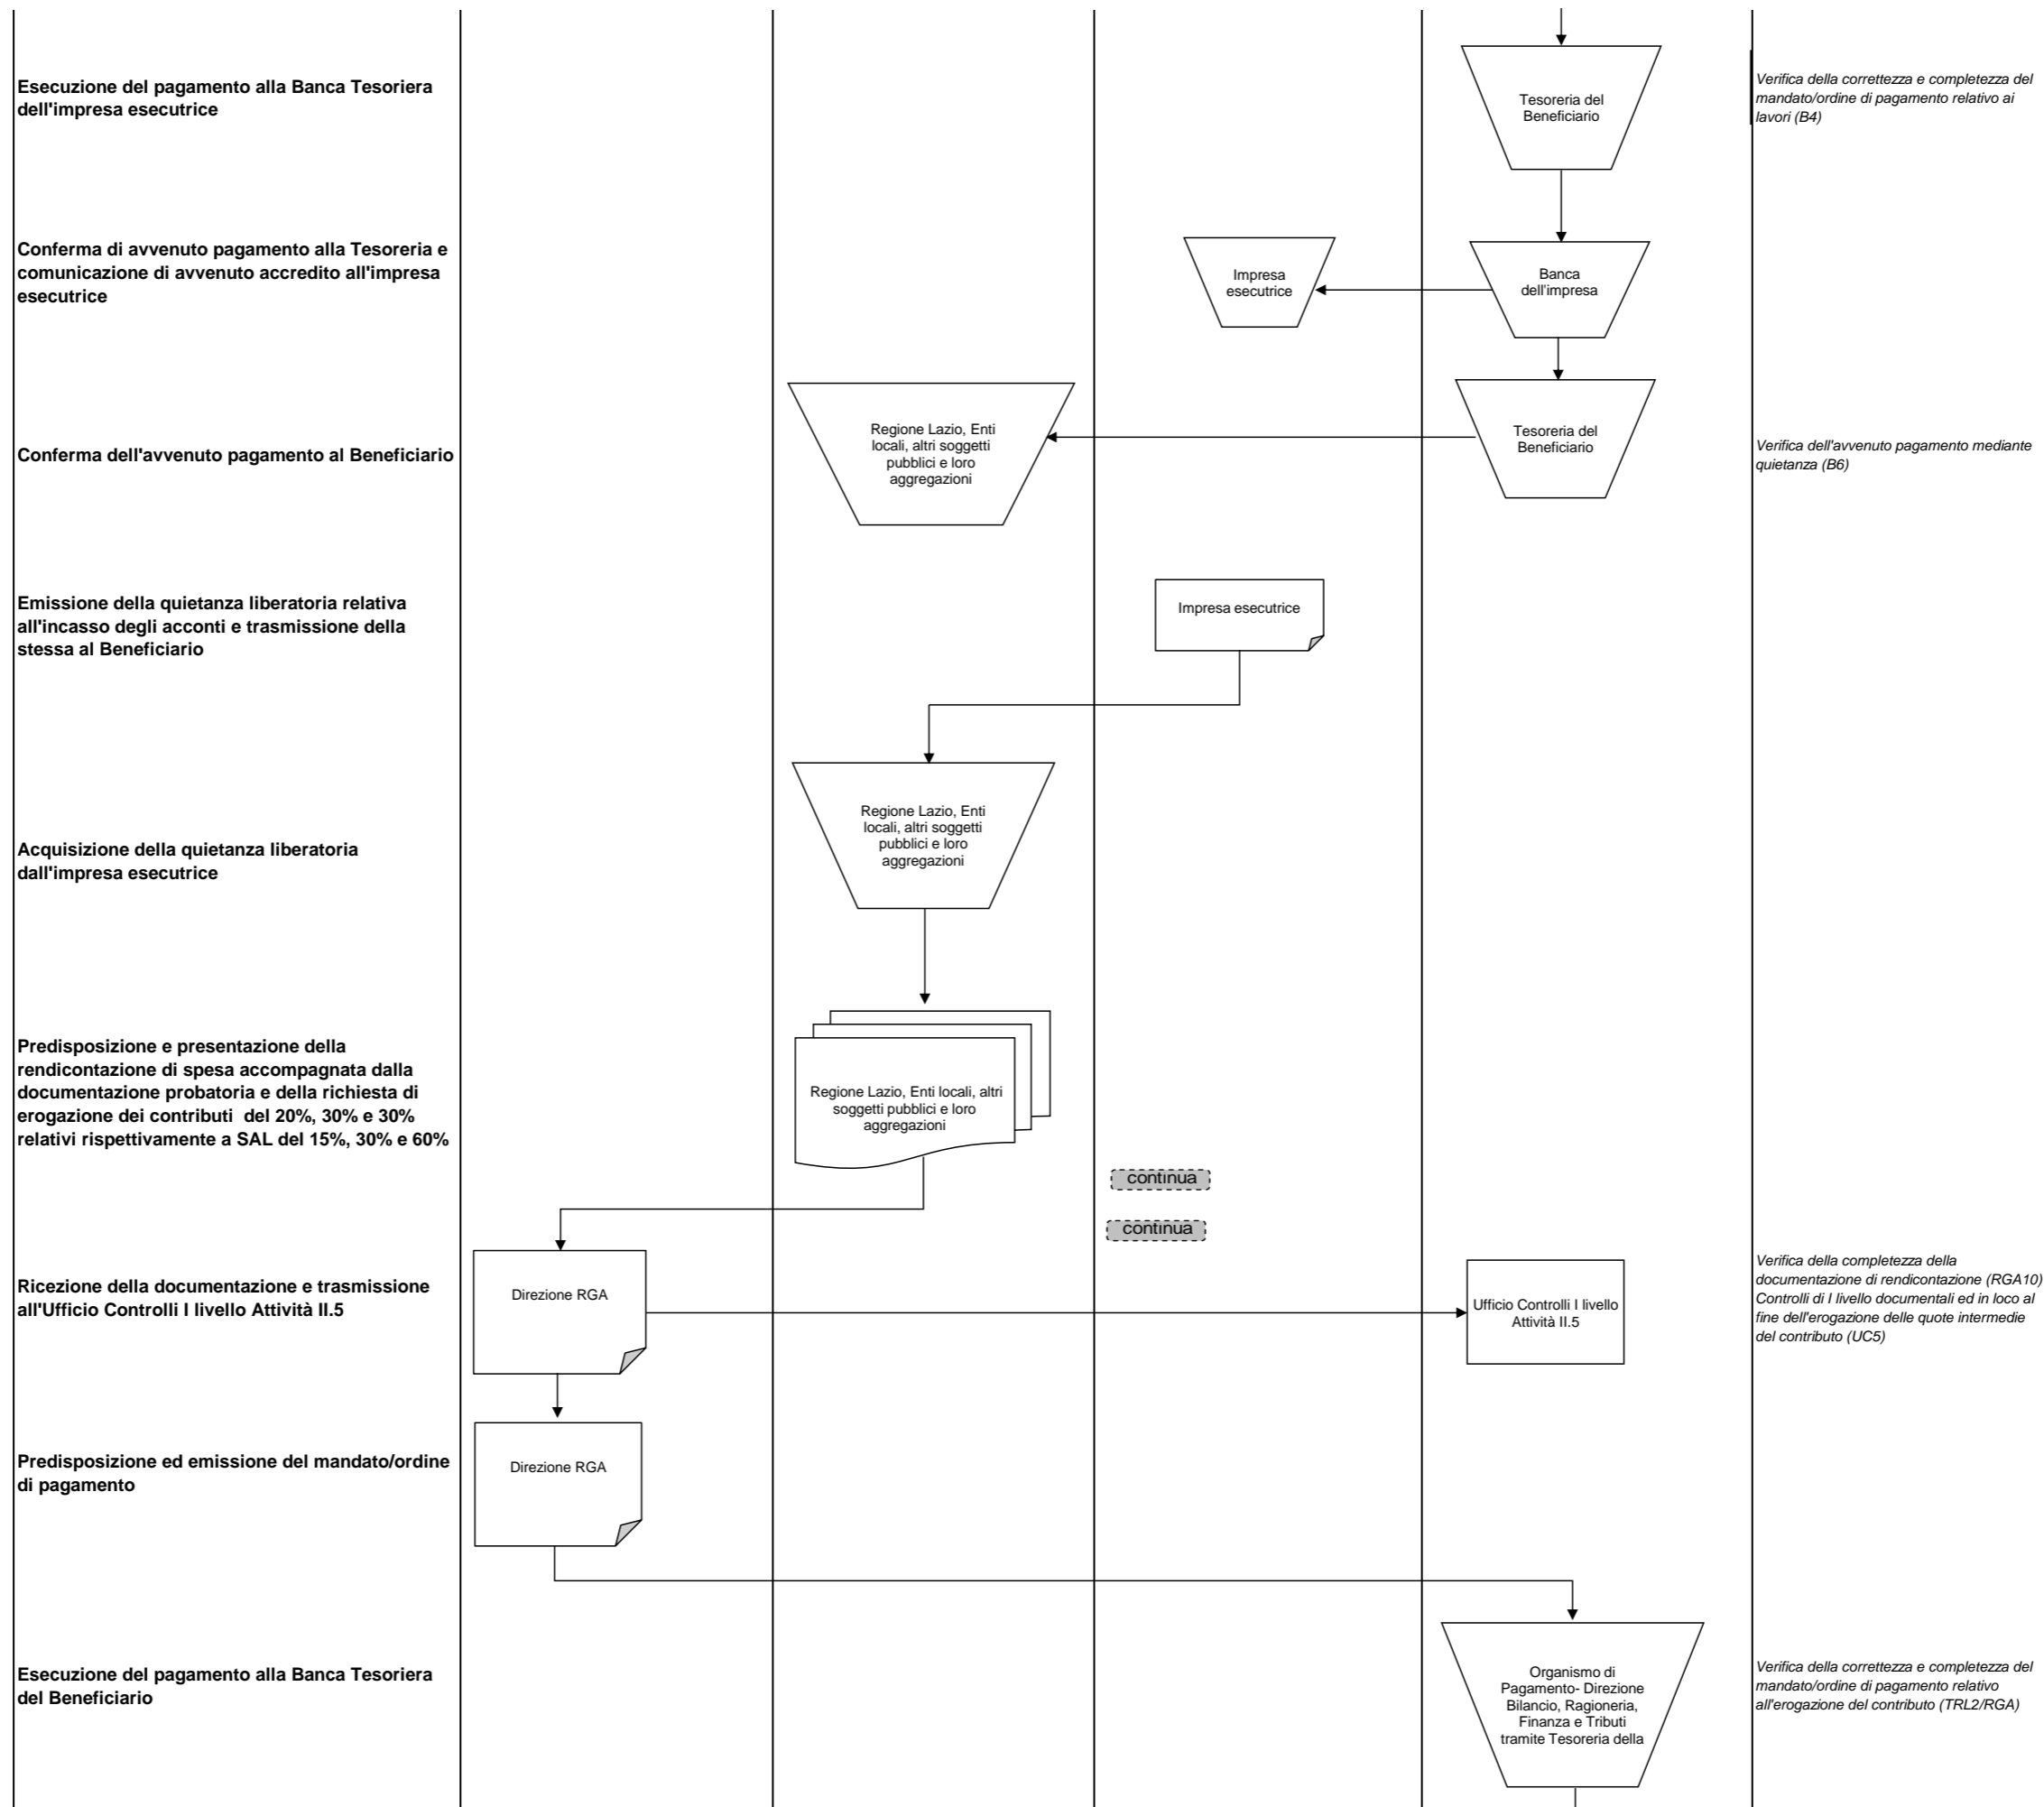 Esecuzione del pagamento alla Banca Tesoriera
dell'impresa esecutrice
Tesoreria del
Beneficiario
Verifica della correttezza e completezza del
mandato/ordine di pagamento relativo ai
lavori (B4)
Conferma di avvenuto pagamento alla Tesoreria e
comunicazione di avvenuto accredito all'impresa
esecutrice
Impresa
esecutrice
Banca
dell'impresa
Conferma dell'avvenuto pagamento al Beneficiario
Regione Lazio, Enti
locali, altri soggetti
pubblici e loro
aggregazioni
Tesoreria del
Beneficiario
Verifica dell'avvenuto pagamento mediante
quietanza (B6)
Emissione della quietanza liberatoria relativa
all'incasso degli acconti e trasmissione della
stessa al Beneficiario
Impresa esecutrice
Acquisizione della quietanza liberatoria
dall'impresa esecutrice
Regione Lazio, Enti
locali, altri soggetti
pubblici e loro
aggregazioni
Predisposizione e presentazione della
rendicontazione di spesa accompagnata dalla
documentazione probatoria e della richiesta di
erogazione dei contributi  del 20%, 30% e 30%
relativi rispettivamente a SAL del 15%, 30% e 60%
Regione Lazio, Enti locali, altri
soggetti pubblici e loro
aggregazioni
continua
continua
Ricezione della documentazione e trasmissione
all'Ufficio Controlli I livello Attività II.5
Direzione RGA
Ufficio Controlli I livello
Attività II.5
Verifica della completezza della
documentazione di rendicontazione (RGA10)
Controlli di I livello documentali ed in loco al
fine dell'erogazione delle quote intermedie
del contributo (UC5)
Predisposizione ed emissione del mandato/ordine
di pagamento
Direzione RGA
Esecuzione del pagamento alla Banca Tesoriera
del Beneficiario
Organismo di
Pagamento- Direzione
Bilancio, Ragioneria,
Finanza e Tributi
tramite Tesoreria della
Verifica della correttezza e completezza del
mandato/ordine di pagamento relativo
all'erogazione del contributo (TRL2/RGA)